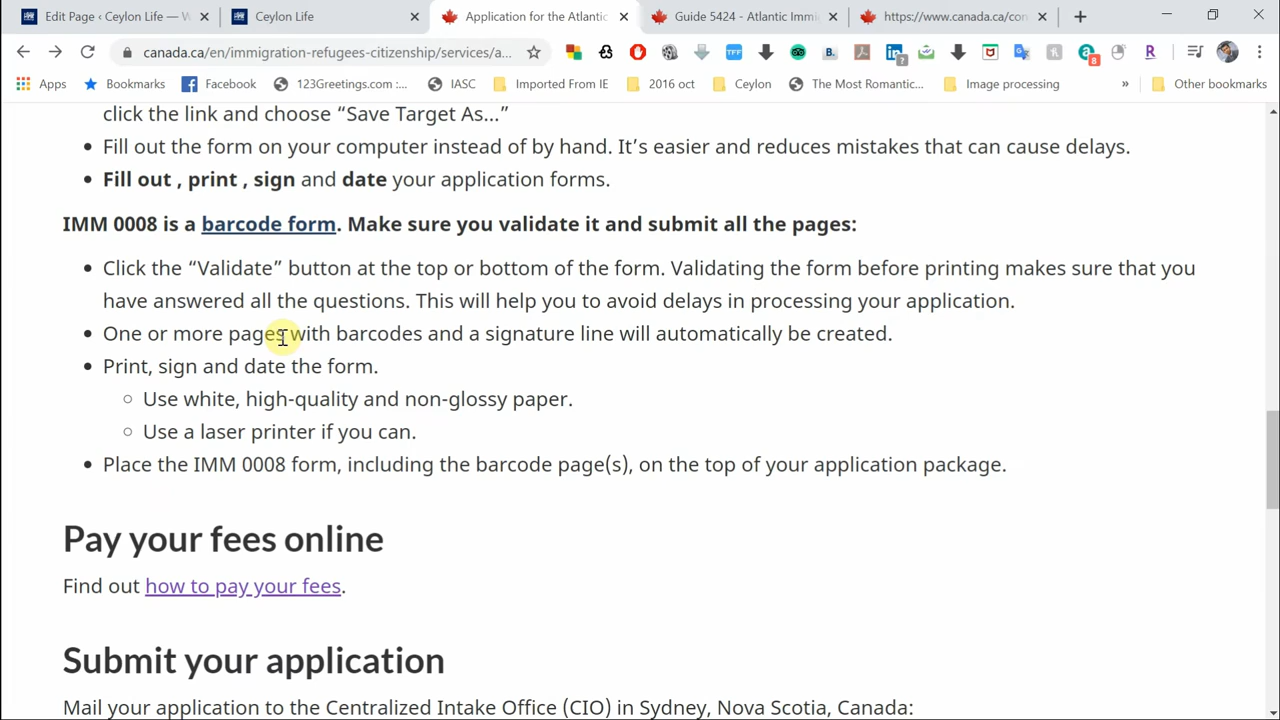 Edit Page ‹ Ceylon Life — W
Ceylon Life
Application for the Atlantic
Guide 5424 - Atlantic Immi
https://www.canada.ca/con
canada.ca/en/immigration-refugees-citizenship/services/a...
Apps
Bookmarks
Facebook
123Greetings.com :...
IASC
Imported From IE
2016 oct
Ceylon
The Most Romantic...
Image processing
»
Other bookmarks
click the link and choose “Save Target As…”
Fill out the form on your computer instead of by hand. It’s easier and reduces mistakes that can cause delays.
Fill out , print , sign and date your application forms.
IMM 0008 is a barcode form. Make sure you validate it and submit all the pages:
Click the “Validate” button at the top or bottom of the form. Validating the form before printing makes sure that you
have answered all the questions. This will help you to avoid delays in processing your application.
One or more pages with barcodes and a signature line will automatically be created.
Print, sign and date the form.
Use white, high-quality and non-glossy paper.
Use a laser printer if you can.
Place the IMM 0008 form, including the barcode page(s), on the top of your application package.
Pay your fees online
Find out how to pay your fees.
Submit your application
Mail your application to the Centralized Intake Office (CIO) in Sydney, Nova Scotia, Canada: